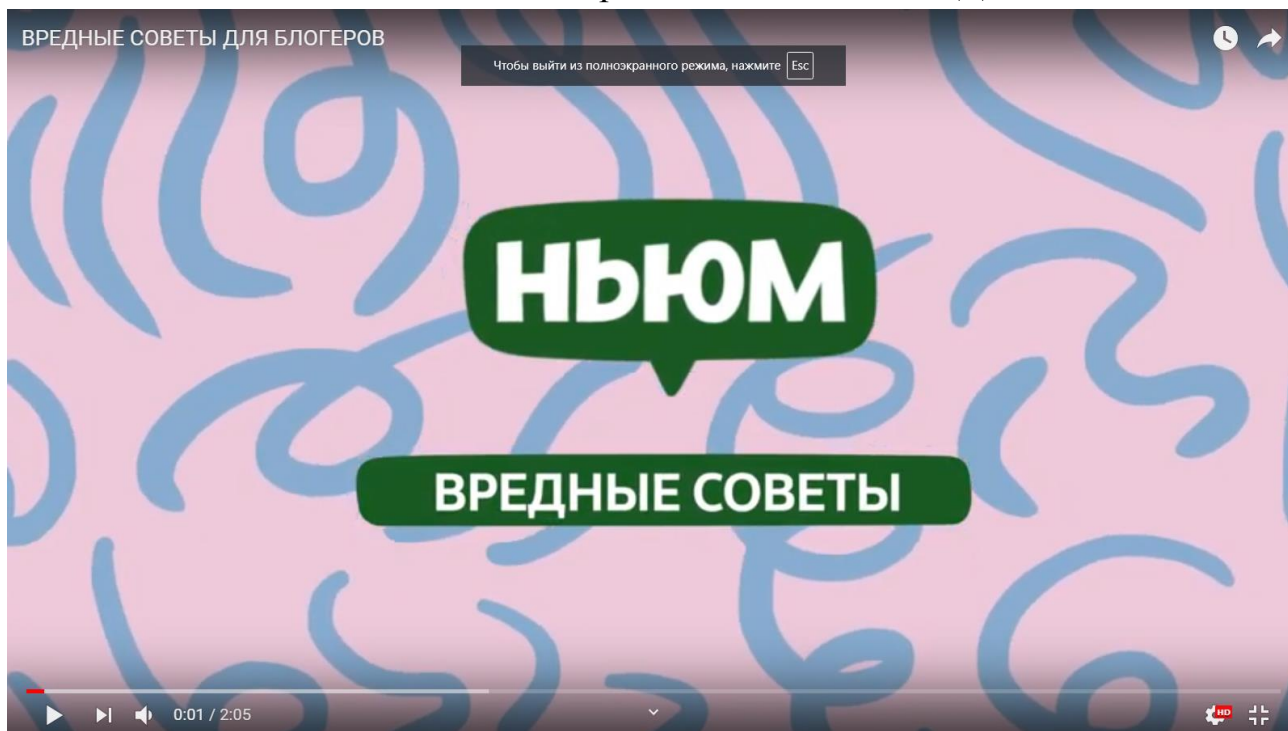 ВРЕДНЫЕ СОВЕТЫ ДЛЯ БЛОГЕРОВ
Чтобы выйти из полноэкранного режима, нажмите Esc
НЬЮМ
ВРЕДНЫЕ СОВЕТЫ
0:01 / 2:05
HD